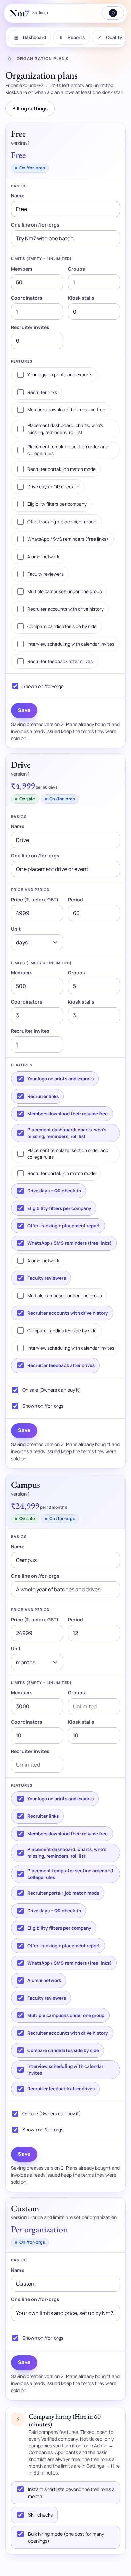 Nm7 / ADMIN
Dashboard
Reports
Quality
ORGANIZATION PLANS
Organization plans
Prices exclude GST. Limits left empty are unlimited. Coupons act on what a plan allows at least one trade stall.
Billing settings
Free
version 1
Free
On /for-orgs
BASICS
Name
Free
One line on /for-orgs
Try Nm7 with one batch.
LIMITS (EMPTY = UNLIMITED)
Members
Groups
50
1
Coordinators
Kiosk stalls
1
0
Recruiter invites
0
FEATURES
Your logo on prints and exports
Recruiter links
Members download their resume free
Placement dashboard: charts, who's
missing, reminders, roll list
Placement template: section order and
college rules
Recruiter portal: job match mode
Drive days + QR check-in
Eligibility filters per company
Offer tracking + placement report
WhatsApp / SMS reminders (free links)
Alumni network
Faculty reviewers
Multiple campuses under one group
Recruiter accounts with drive history
Compare candidates side by side
Interview scheduling with calendar invites
Recruiter feedback after drives
Shown on /for-orgs
Save
Saving creates version 2. Plans already bought and
invoices already issued keep the terms they were
sold on.
Drive
version 1
₹4,999 per 60 days
On sale
On /for-orgs
BASICS
Name
Drive
One line on /for-orgs
One placement drive or event.
PRICE AND PERIOD
Price (₹, before GST)
Period
4999
60
Unit
days
LIMITS (EMPTY = UNLIMITED)
Members
Groups
500
5
Coordinators
Kiosk stalls
3
3
Recruiter invites
1
FEATURES
Your logo on prints and exports
Recruiter links
Members download their resume free
Placement dashboard: charts, who's
missing, reminders, roll list
Placement template: section order and
college rules
Recruiter portal: job match mode
Drive days + QR check-in
Eligibility filters per company
Offer tracking + placement report
WhatsApp / SMS reminders (free links)
Alumni network
Faculty reviewers
Multiple campuses under one group
Recruiter accounts with drive history
Compare candidates side by side
Interview scheduling with calendar invites
Recruiter feedback after drives
On sale (Owners can buy it)
Shown on /for-orgs
Save
Saving creates version 2. Plans already bought and
invoices already issued keep the terms they were
sold on.
Campus
version 1
₹24,999 per 12 months
On sale
On /for-orgs
BASICS
Name
Campus
One line on /for-orgs
A whole year of batches and drives.
PRICE AND PERIOD
Price (₹, before GST)
Period
24999
12
Unit
months
LIMITS (EMPTY = UNLIMITED)
Members
Groups
3000
Unlimited
Coordinators
Kiosk stalls
10
10
Recruiter invites
Unlimited
FEATURES
Your logo on prints and exports
Recruiter links
Members download their resume free
Placement dashboard: charts, who's
missing, reminders, roll list
Placement template: section order and
college rules
Recruiter portal: job match mode
Drive days + QR check-in
Eligibility filters per company
Offer tracking + placement report
WhatsApp / SMS reminders (free links)
Alumni network
Faculty reviewers
Multiple campuses under one group
Recruiter accounts with drive history
Compare candidates side by side
Interview scheduling with calendar
invites
Recruiter feedback after drives
On sale (Owners can buy it)
Shown on /for-orgs
Save
Saving creates version 2. Plans already bought and
invoices already issued keep the terms they were
sold on.
Custom
version 1 · price and limits are set per organization
Per organization
On /for-orgs
BASICS
Name
Custom
One line on /for-orgs
Your own limits and price, set up by Nm7.
Shown on /for-orgs
Save
Saving creates version 2. Plans already bought and
invoices already issued keep the terms they were
sold on.
Company hiring (Hire in 60
minutes)
Paid company features. Ticked: open to
every Verified company. Not ticked: only
companies you turn it on for in Admin →
Companies. Applicants and the basic
shortlist are always free; the free roles a
month and the limits are in Settings → Hire
in 60 minutes.
Instant shortlists beyond the free roles a
month
Skill checks
Bulk hiring mode (one post for many
openings)